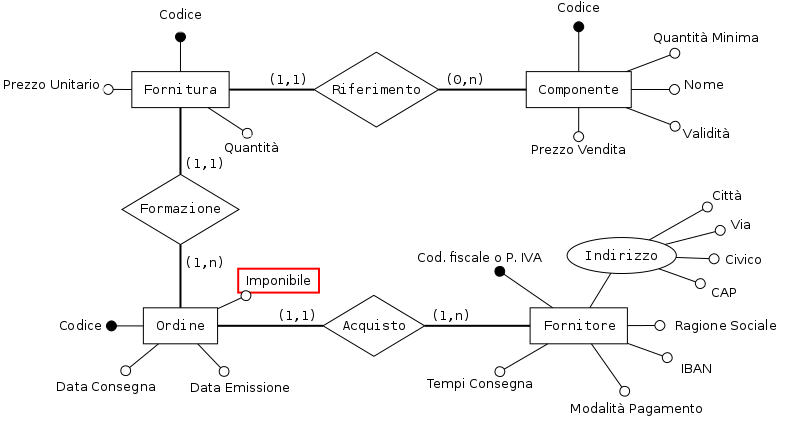 Codice
Codice
Quantità Minima
Prezzo Unitario
Fornitura
(1,1)
Riferimento
(0,n)
Componente
Nome
Quantità
Validità
Prezzo Vendita
(1,1)
Formazione
Città
Via
Indirizzo
Civico
CAP
(1,n)
Cod. fiscale o P. IVA
Imponibile
Codice
Ordine
(1,1)
Acquisto
(1,n)
Fornitore
Ragione Sociale
IBAN
Data Consegna
Data Emissione
Tempi Consegna
Modalità Pagamento